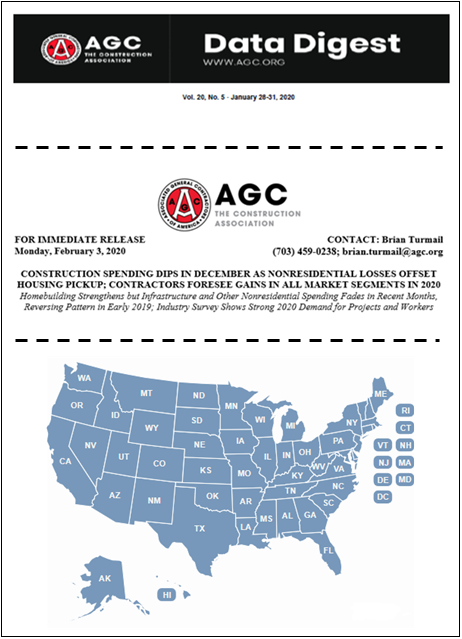 AGC
THE CONSTRUCTION
ASSOCIATION
Data Digest
WWW.AGC.ORG
Vol. 20, No. 5 · January 28-31, 2020
ASSOCIATED GENERAL CONTRACTORS
OF AMERICA
AGC
AGC
THE CONSTRUCTION
ASSOCIATION
FOR IMMEDIATE RELEASE
CONTACT: Brian Turmail
Monday, February 3, 2020
(703) 459-0238; brian.turmail@agc.org
CONSTRUCTION SPENDING DIPS IN DECEMBER AS NONRESIDENTIAL LOSSES OFFSET
HOUSING PICKUP; CONTRACTORS FORESEE GAINS IN ALL MARKET SEGMENTS IN 2020
Homebuilding Strengthens but Infrastructure and Other Nonresidential Spending Fades in Recent Months,
Reversing Pattern in Early 2019; Industry Survey Shows Strong 2020 Demand for Projects and Workers
WA
MT
ND
MN
ME
OR
ID
SD
WI
MI
NY
RI
WY
CT
NV
NE
IA
PA
VT
NH
CA
UT
CO
KS
MO
IL
IN
OH
WV
VA
NJ
MA
KY
DE
MD
AZ
NM
OK
AR
TN
NC
DC
SC
TX
LA
MS
AL
GA
FL
AK
HI